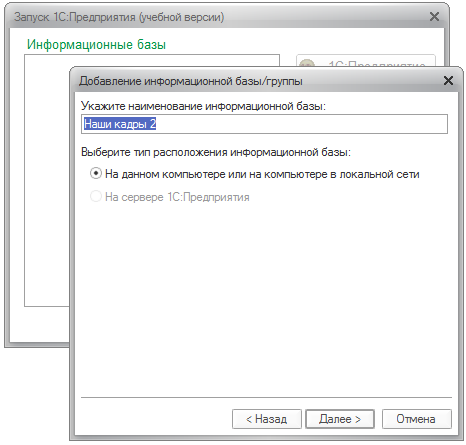 Запуск 1С:Предприятия (учебной версии)
Информационные базы
1С:Предприятие
Добавление информационной базы/группы
Укажите наименование информационной базы:
Наши кадры 2
Выберите тип расположения информационной базы:
На данном компьютере или на компьютере в локальной сети
На сервере 1С:Предприятия
< Назад
Далее >
Отмена